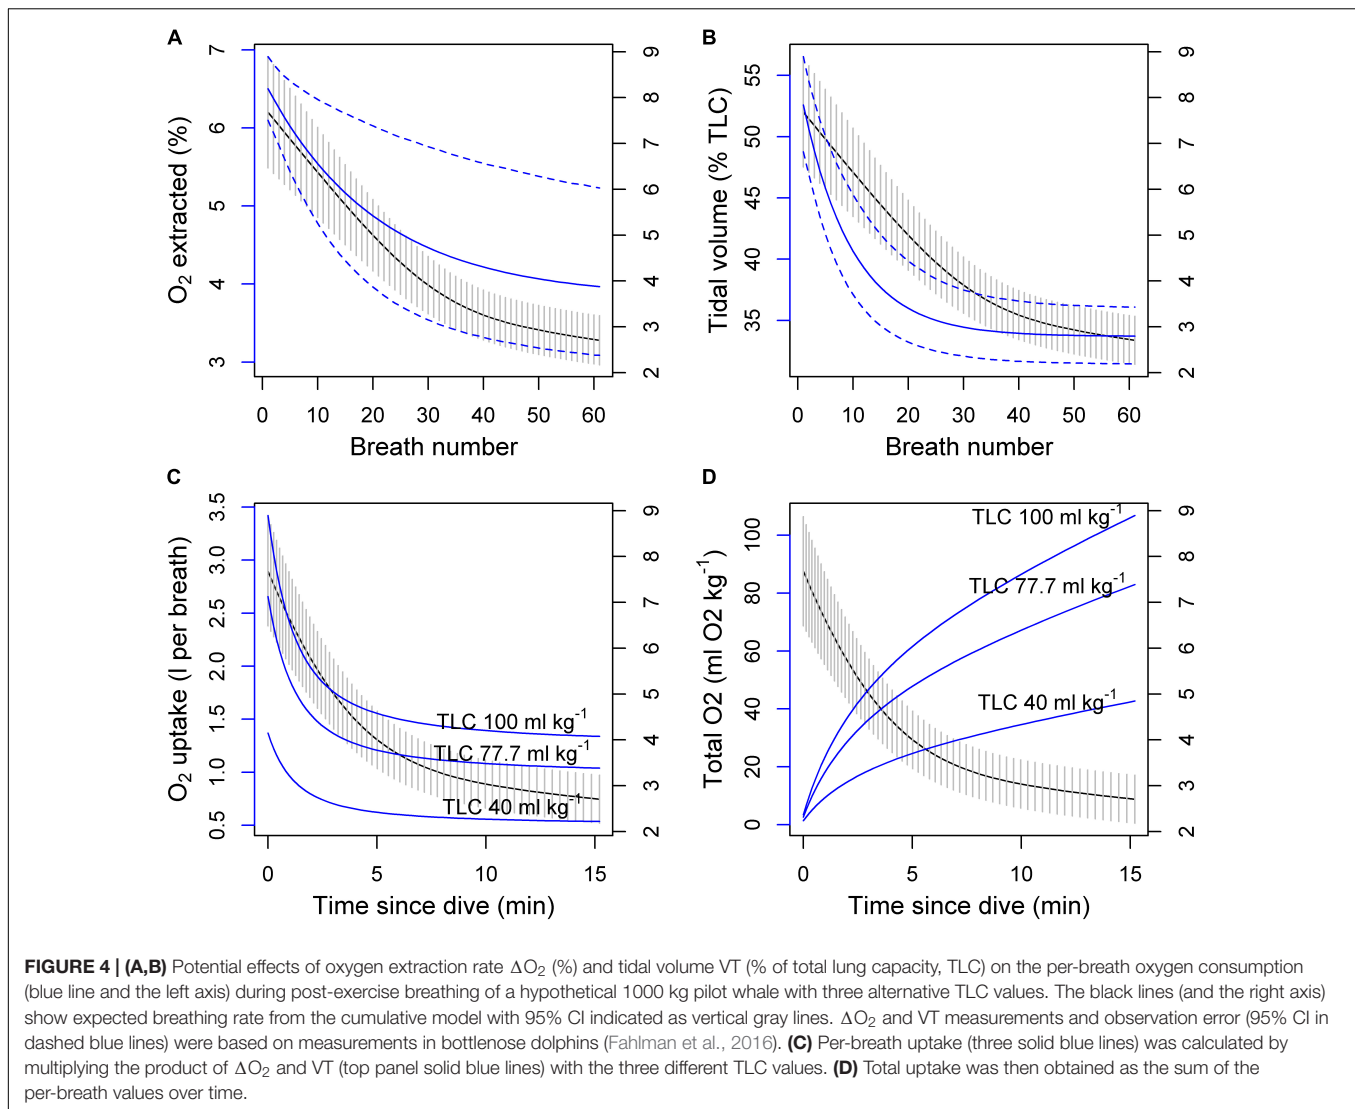 A
7
6
5
4
3
O2 extracted (%)
9
8
7
6
5
4
3
2
0 10 20 30 40 50 60
Breath number
B
55
50
45
40
35
Tidal volume (% TLC)
9
8
7
6
5
4
3
2
0 10 20 30 40 50 60
Breath number
C
3.5
3.0
2.5
2.0
1.5
1.0
0.5
O2 uptake (l per breath)
TLC 100 ml kg⁻¹
TLC 77.7 ml kg⁻¹
TLC 40 ml kg⁻¹
9
8
7
6
5
4
3
2
0 5 10 15
Time since dive (min)
D
100
80
60
40
20
0
Total O2 (ml O2 kg⁻¹)
TLC 100 ml kg⁻¹
TLC 77.7 ml kg⁻¹
TLC 40 ml kg⁻¹
9
8
7
6
5
4
3
2
0 5 10 15
Time since dive (min)
FIGURE 4 | (A,B) Potential effects of oxygen extraction rate ΔO2 (%) and tidal volume VT (% of total lung capacity, TLC) on the per-breath oxygen consumption
(blue line and the left axis) during post-exercise breathing of a hypothetical 1000 kg pilot whale with three alternative TLC values. The black lines (and the right axis)
show expected breathing rate from the cumulative model with 95% CI indicated as vertical gray lines. ΔO2 and VT measurements and observation error (95% CI in
dashed blue lines) were based on measurements in bottlenose dolphins (Fahlman et al., 2016). (C) Per-breath uptake (three solid blue lines) was calculated by
multiplying the product of ΔO2 and VT (top panel solid blue lines) with the three different TLC values. (D) Total uptake was then obtained as the sum of the
per-breath values over time.